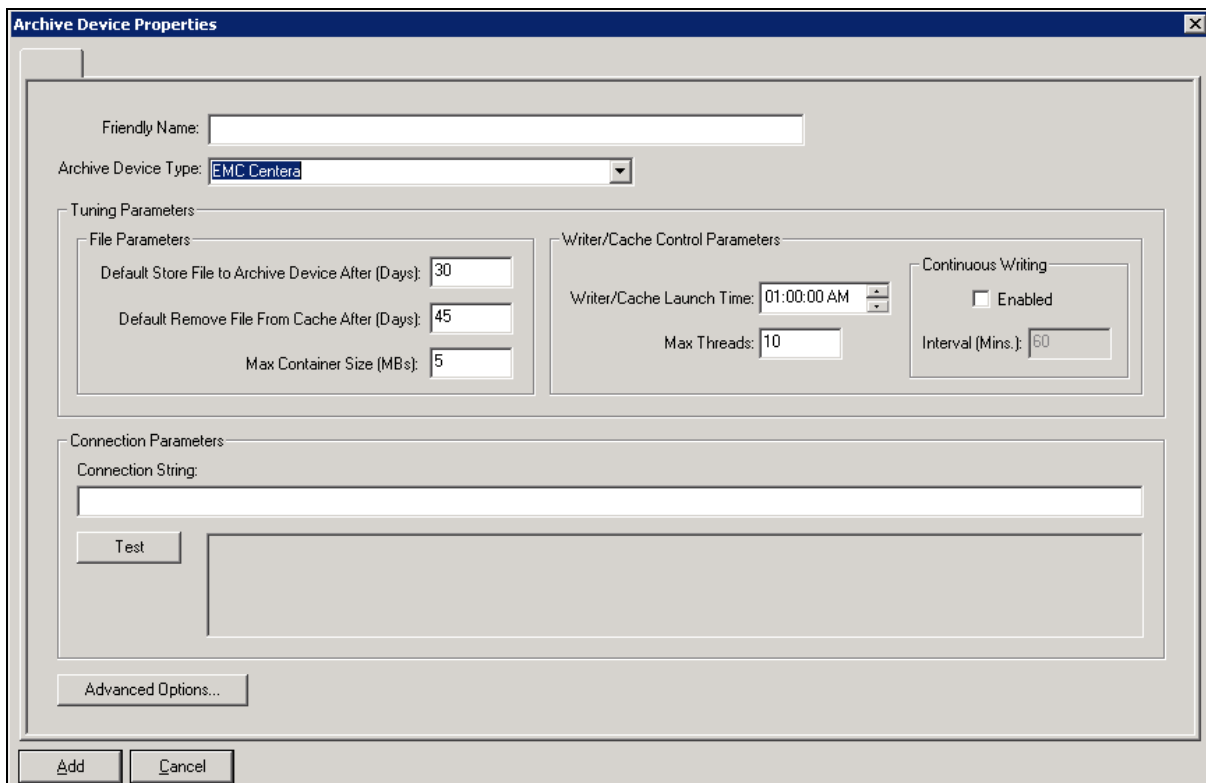 Archive Device Properties
Friendly Name:
Archive Device Type: EMC Centera
Tuning Parameters
File Parameters
Default Store File to Archive Device After (Days): 30
Default Remove File From Cache After (Days): 45
Max Container Size (MBs): 5
Writer/Cache Control Parameters
Writer/Cache Launch Time: 01:00:00 AM
Max Threads: 10
Continuous Writing
Enabled
Interval (Mins.): 60
Connection Parameters
Connection String:
Test
Advanced Options...
Add Cancel